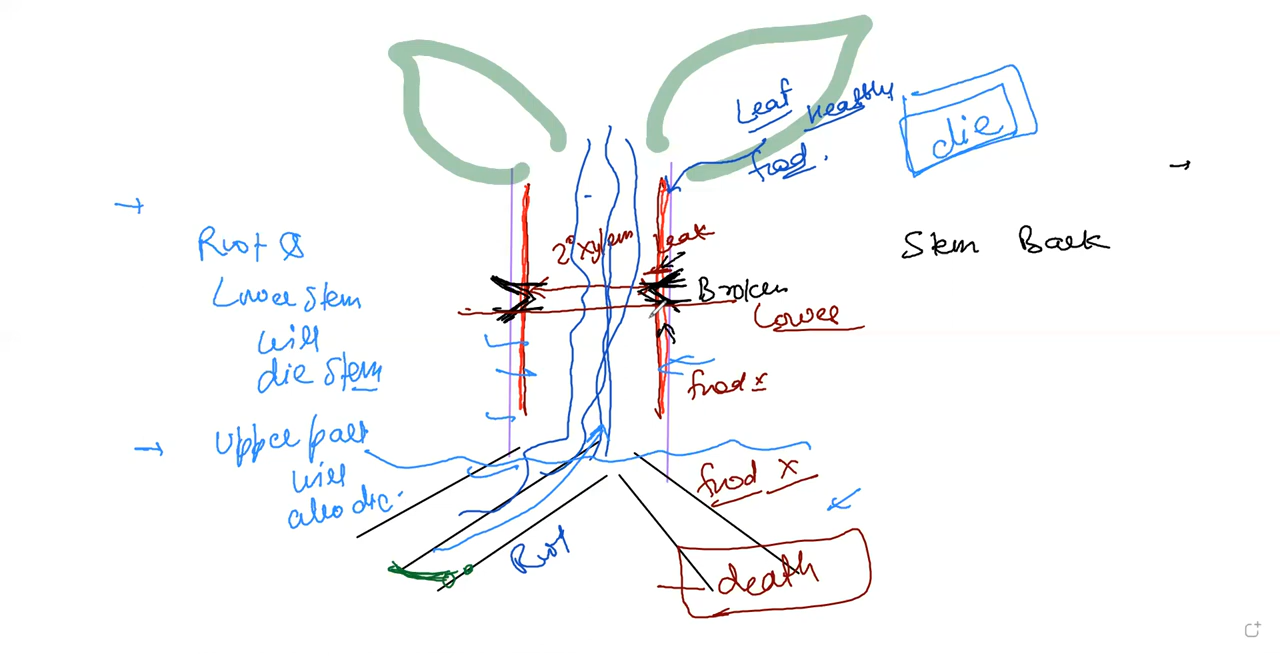 Leaf
Healthy
food.
die
Root &
Lower stem
will
die stem
Upper part
will
also die.
2° xylem
Leak
Broken
Lower
food x
food x
Root
death
Stem Bark